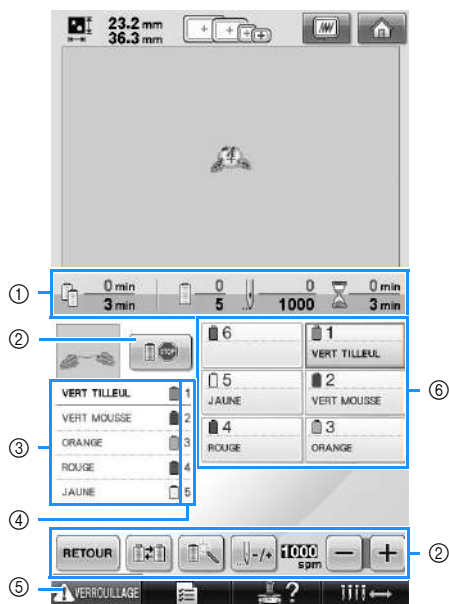 23.2 mm
36.3 mm
① 0 min 0 0 0 min
3 min 5 1000 3 min
② STOP
6 1
VERT TILLEUL
5 2
JAUNE VERT MOUSSE
4 3
ROUGE ORANGE
⑥
③
VERT TILLEUL 1
VERT MOUSSE 2
ORANGE 3
ROUGE 4
JAUNE 5
④
RETOUR -/+ 1000 spm − + ②
⑤ VERROUILLAGE ?